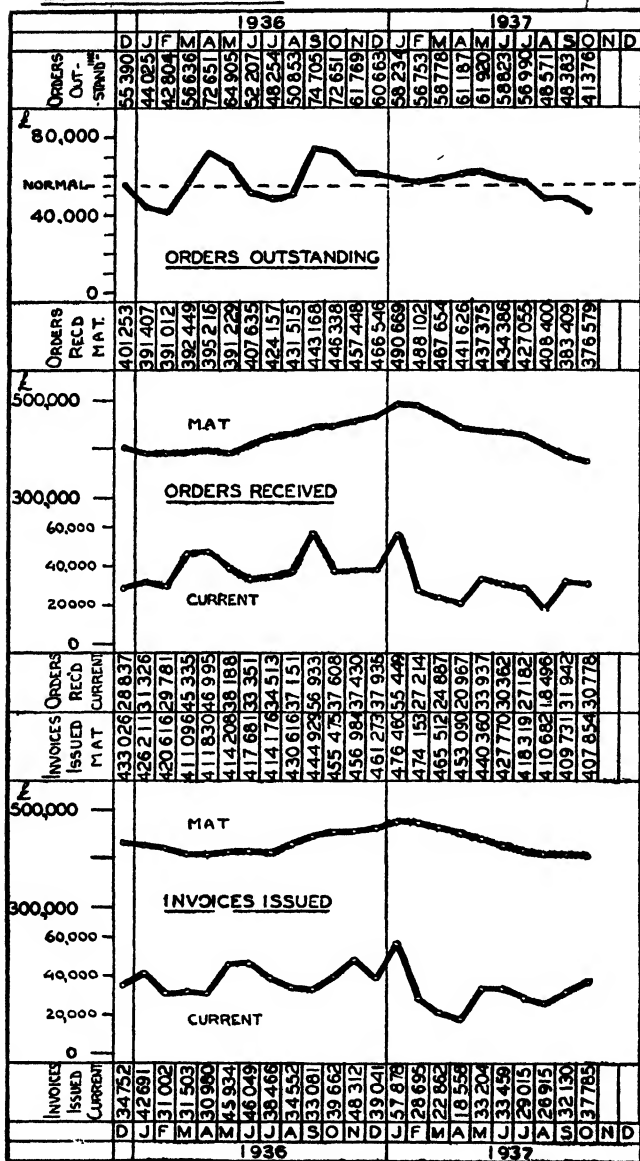 1936 1937
D J F M A M J J A S O N D J F M A M J J A S O N D
ORDERS OUT- -STAND'NG
55390 44025 42804 56636 72651 64905 52207 48254 50853 74705 72651 61769 60663 58234 56753 58778 61187 61920 58823 56990 48571 48383 41376
£
80,000
NORMAL
40,000
ORDERS OUTSTANDING
0
ORDERS REC'D MAT.
401253 391407 391012 392449 395216 391229 407635 424157 431515 443168 446338 457448 466546 490669 488102 467654 441626 437375 434386 427055 408400 383409 376579
£
500,000
MAT
300,000
ORDERS RECEIVED
60,000
40,000
20000
CURRENT
0
ORDERS REC'D CURRENT
28837 31326 29781 45335 46995 38188 33351 34513 37151 56933 37608 37430 37936 55449 27214 24887 20967 33937 30362 27182 18496 31942 30778
INVOICES ISSUED MAT
433026 426211 420616 411096 411830 414208 417681 414176 430616 444929 455475 456984 461273 476460 474153 465512 453090 440360 427770 418319 410682 409731 407854
£
500,000
MAT
300,000
INVOICES ISSUED
60,000
40,000
20,000
CURRENT
0
INVOICES ISSUED CURRENT
34752 42691 31002 31503 30980 45934 46049 38466 34552 33081 39662 48312 39041 57878 28695 22862 18558 33204 33459 29015 26915 32130 37785
D J F M A M J J A S O N D J F M A M J J A S O N D
1936 1937